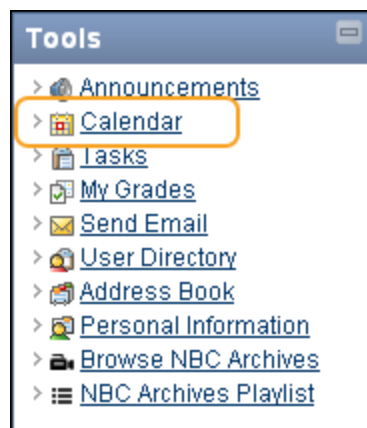 Tools
Announcements
Calendar
Tasks
My Grades
Send Email
User Directory
Address Book
Personal Information
Browse NBC Archives
NBC Archives Playlist